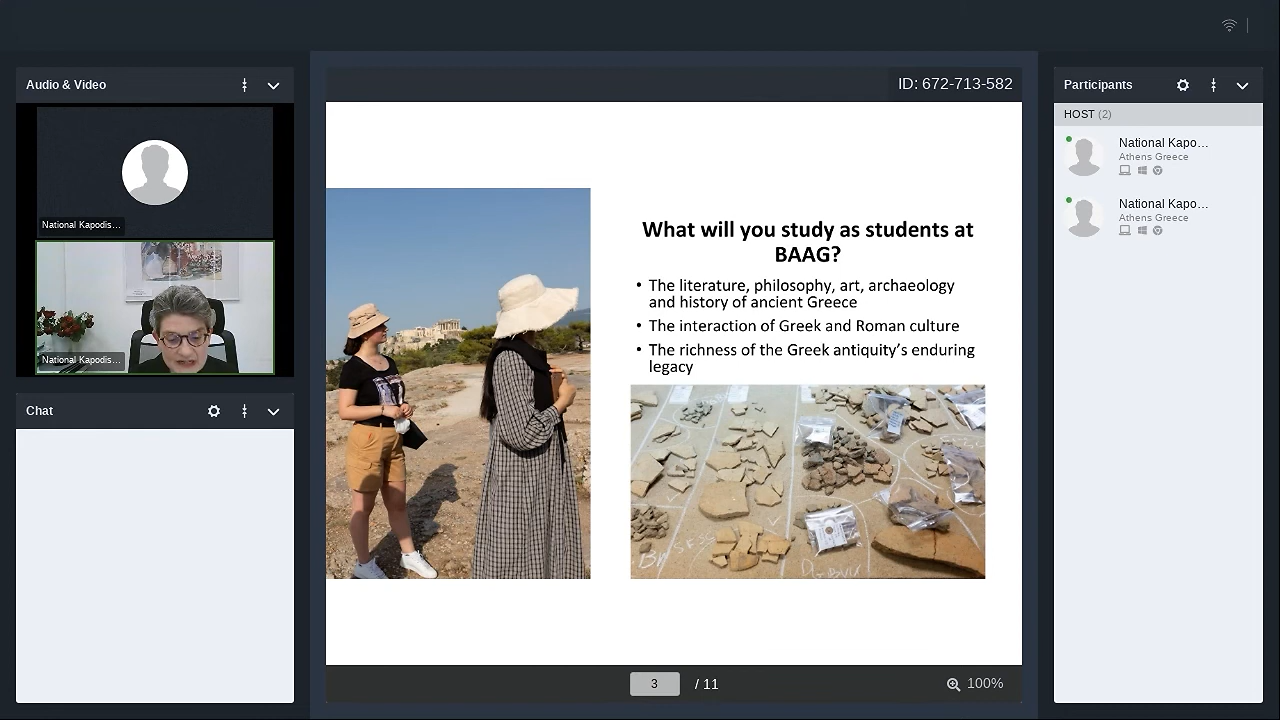 Audio & Video
National Kapodis...
National Kapodis...
Chat
ID: 672-713-582
What will you study as students at
BAAG?
• The literature, philosophy, art, archaeology
and history of ancient Greece
• The interaction of Greek and Roman culture
• The richness of the Greek antiquity's enduring
legacy
3 / 11
100%
Participants
HOST (2)
National Kapo...
Athens Greece
National Kapo...
Athens Greece